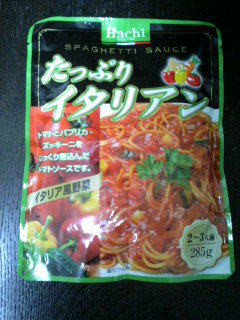 Hachi
SPAGHETTI SAUCE
たっぷり
イタリアン
トマトとパプリカ・
ズッキーニを
じっくり煮込んだ
トマトソースです。
イタリア風野菜
2〜3人前
285g